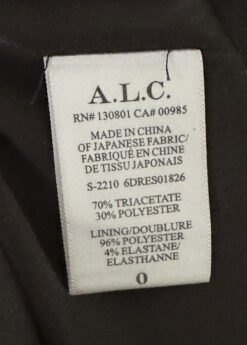 A.L.C.
RN# 130801 CA# 00985
MADE IN CHINA
OF JAPANESE FABRIC/
FABRIQUÉ EN CHINE
DE TISSU JAPONAIS
S-2210 6DRES01826
70% TRIACETATE
30% POLYESTER
LINING/DOUBLURE
96% POLYESTER
4% ELASTANE/
ELASTHANNE
0